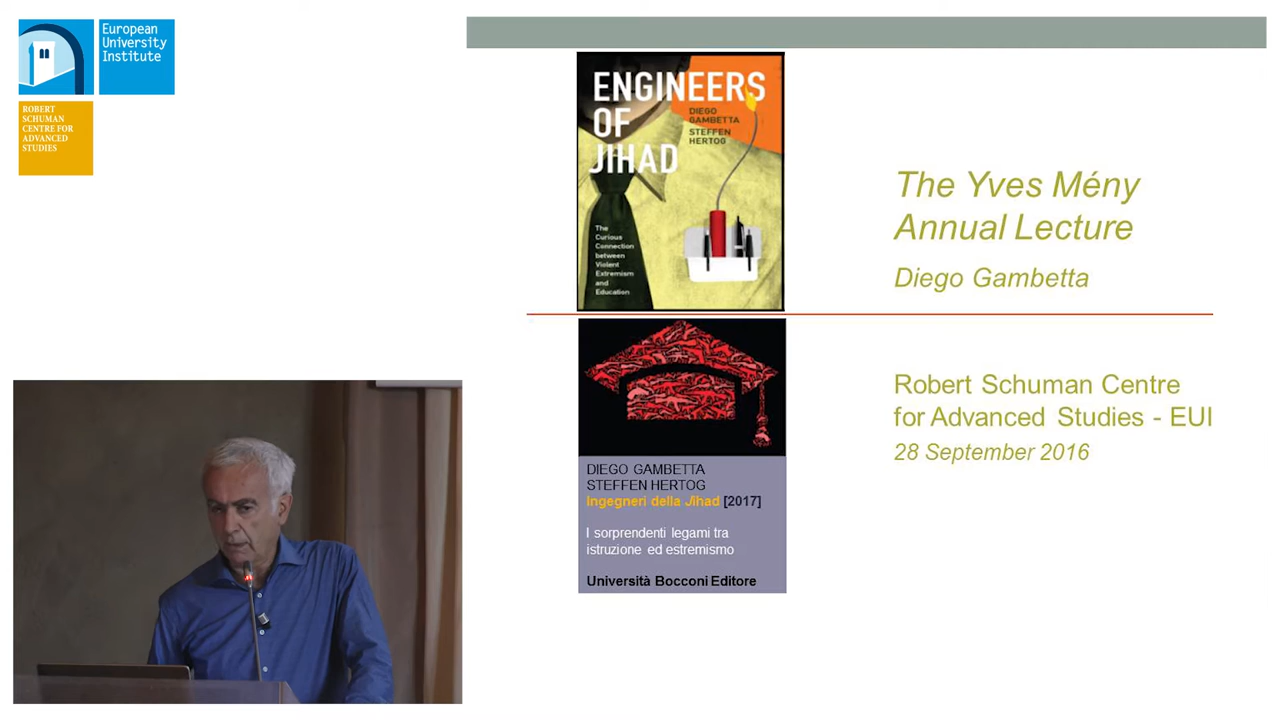 European
University
Institute
ROBERT
SCHUMAN
CENTRE FOR
ADVANCED
STUDIES
ENGINEERS
OF
JIHAD
DIEGO
GAMBETTA
STEFFEN
HERTOG
The
Curious
Connection
between
Violent
Extremism
and
Education
The Yves Mény
Annual Lecture
Diego Gambetta
DIEGO GAMBETTA
STEFFEN HERTOG
Ingegneri della Jihad [2017]
I sorprendenti legami tra
istruzione ed estremismo
Università Bocconi Editore
Robert Schuman Centre
for Advanced Studies - EUI
28 September 2016